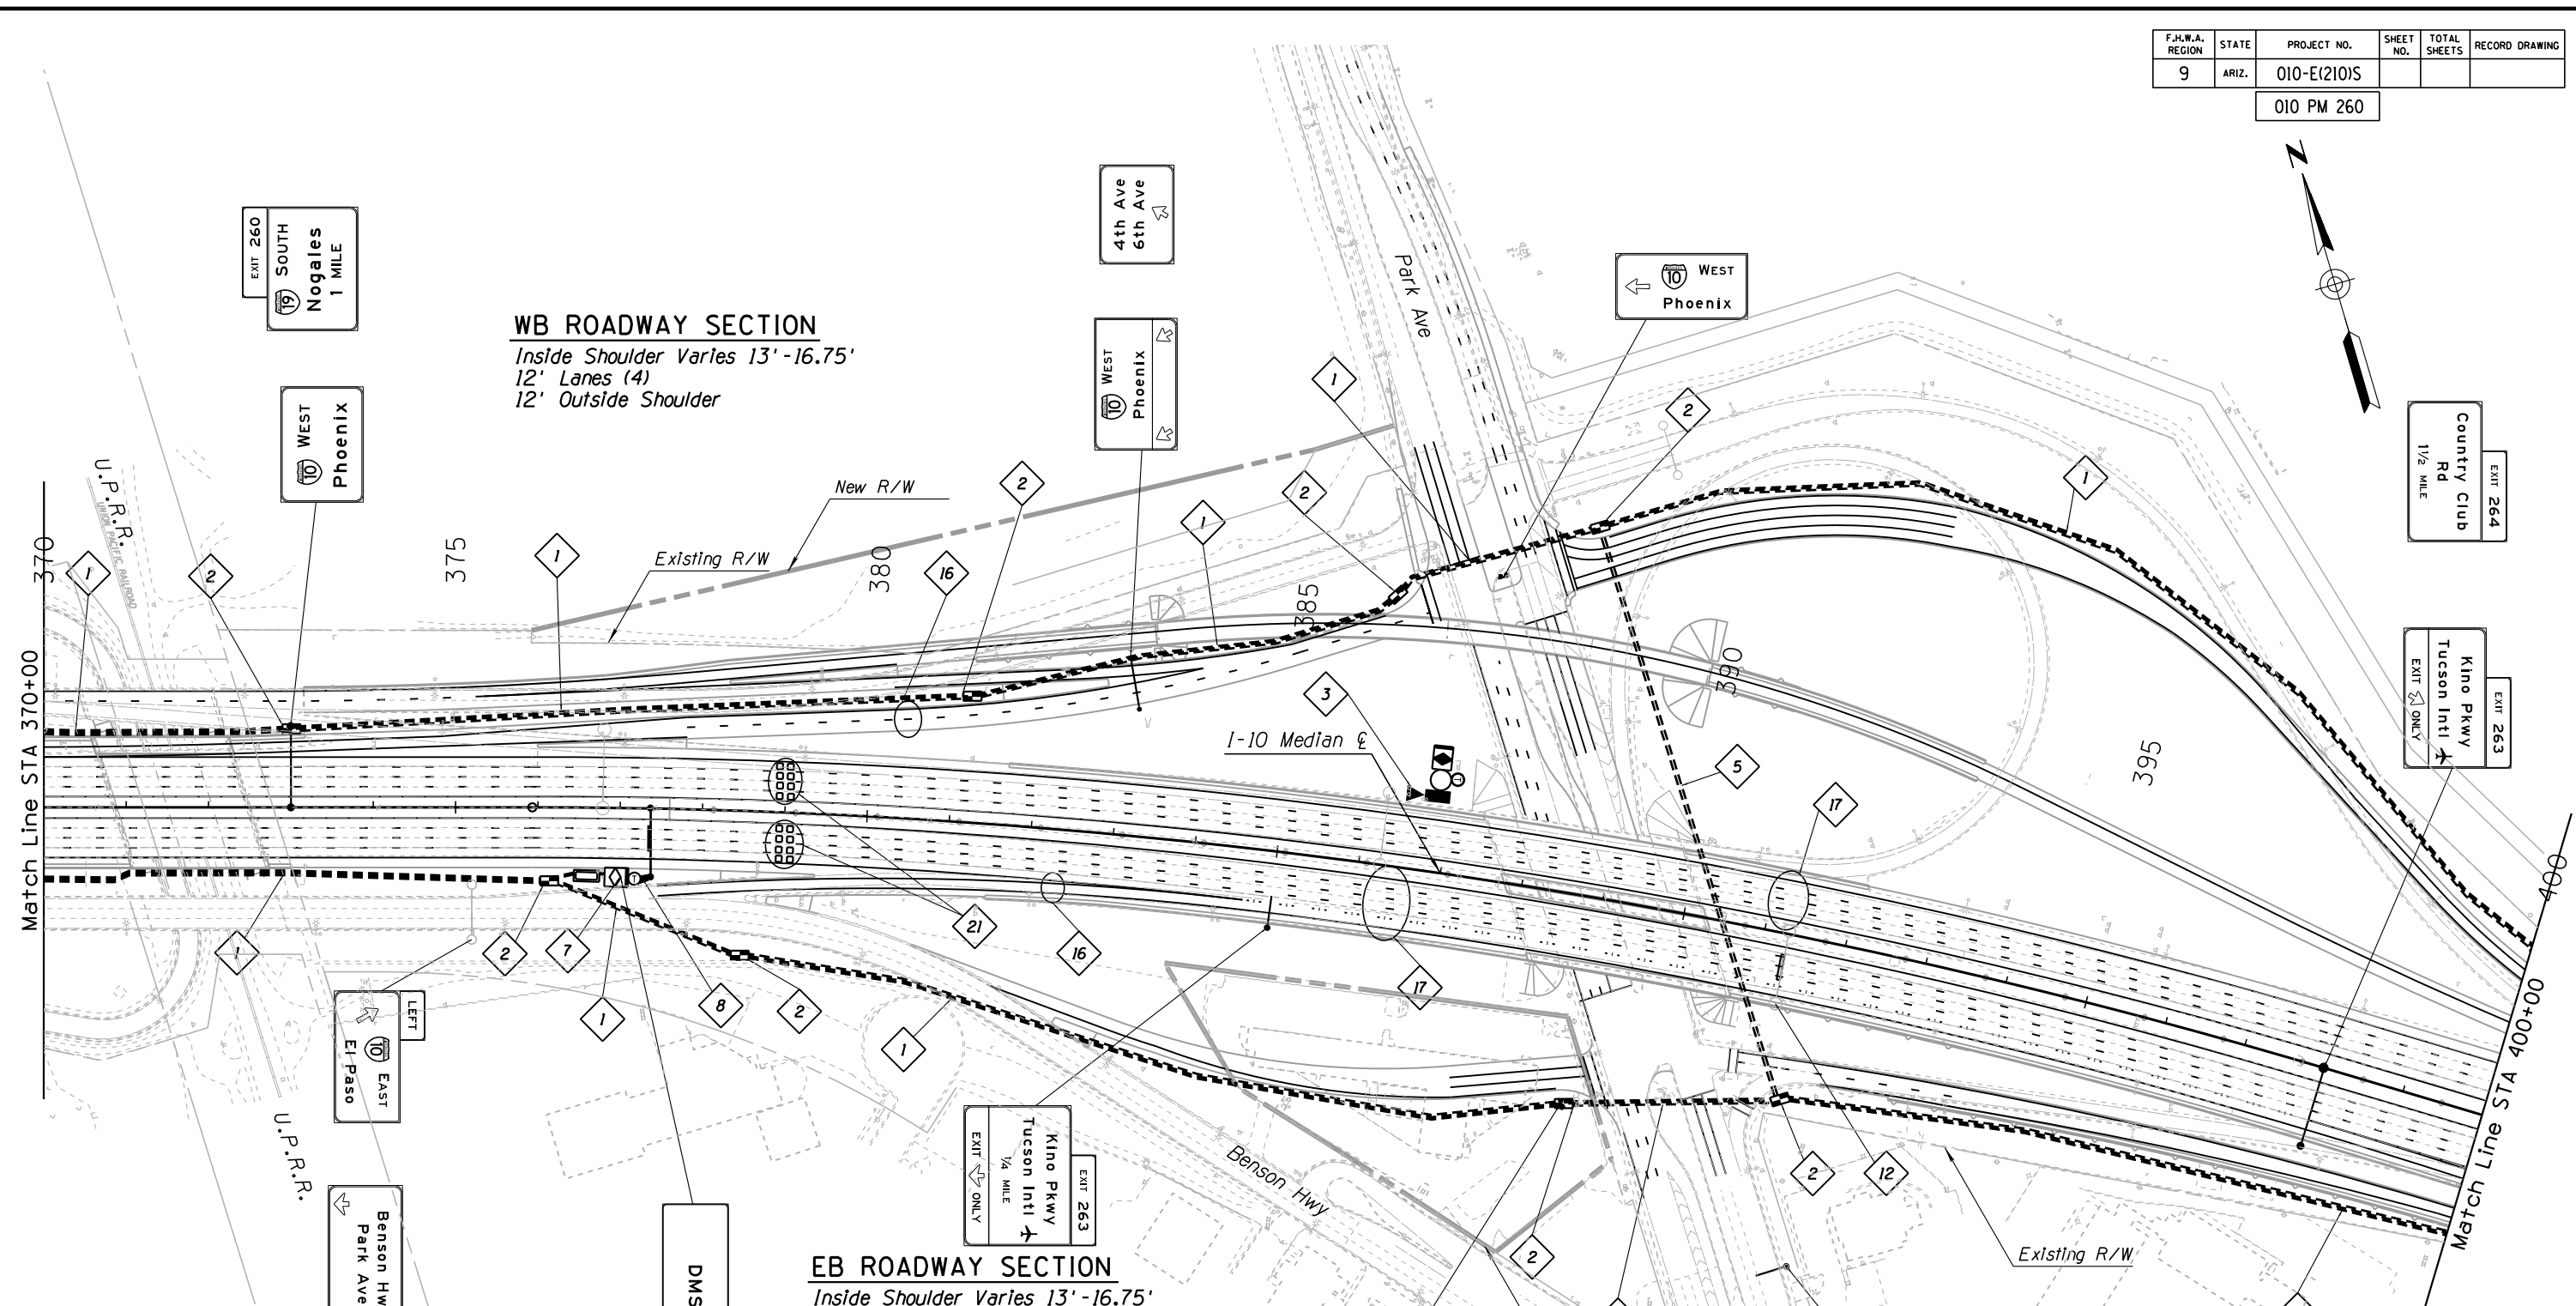 F.H.W.A. REGION
STATE
PROJECT NO.
SHEET NO.
TOTAL SHEETS
RECORD DRAWING
9
ARIZ.
010-E(210)S
010 PM 260
N
EXIT 260
19 SOUTH
Nogales
1 MILE
4th Ave
6th Ave
Park Ave
10 WEST
Phoenix
WB ROADWAY SECTION
Inside Shoulder Varies 13'-16.75'
12' Lanes (4)
12' Outside Shoulder
10 WEST
Phoenix
10 WEST
Phoenix
1
2
EXIT 264
Country Club
Rd
1½ MILE
U.P.R.R.
UNION PACIFIC RAILROAD
New R/W
2
2
1
1
370
1
2
375
1
Existing R/W
380
16
385
390
395
400
3
I-10 Median ℄
5
17
EXIT 263
Kino Pkwy
Tucson Intl
EXIT ONLY
Match Line STA 370+00
1
2
7
1
8
2
1
21
16
17
LEFT
10 EAST
El Paso
U.P.R.R.
Benson Hw
Park Ave
DMS
EXIT 263
Kino Pkwy
Tucson Intl
¼ MILE
EXIT ONLY
Benson Hwy
EB ROADWAY SECTION
Inside Shoulder Varies 13'-16.75'
2
2
12
Existing R/W
Match Line STA 400+00